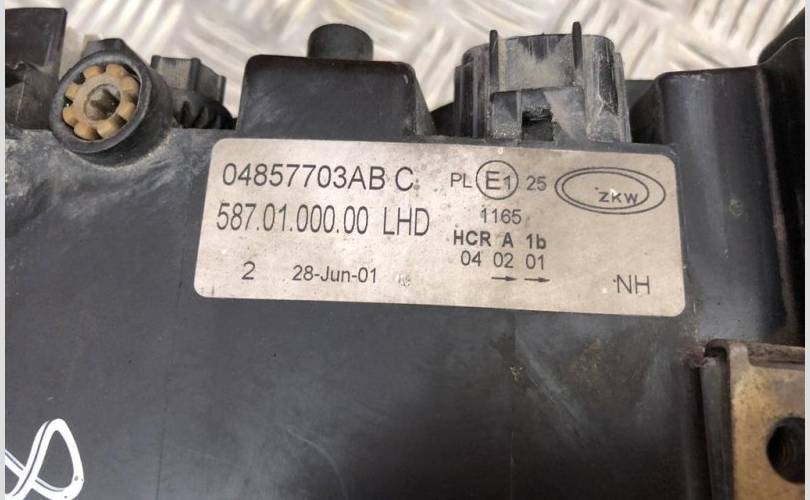 04857703AB C
587.01.000.00 LHD
2 28-Jun-01
PL E1 25
1165
HCR A 1b
04 02 01
→ →
ZKW
NH